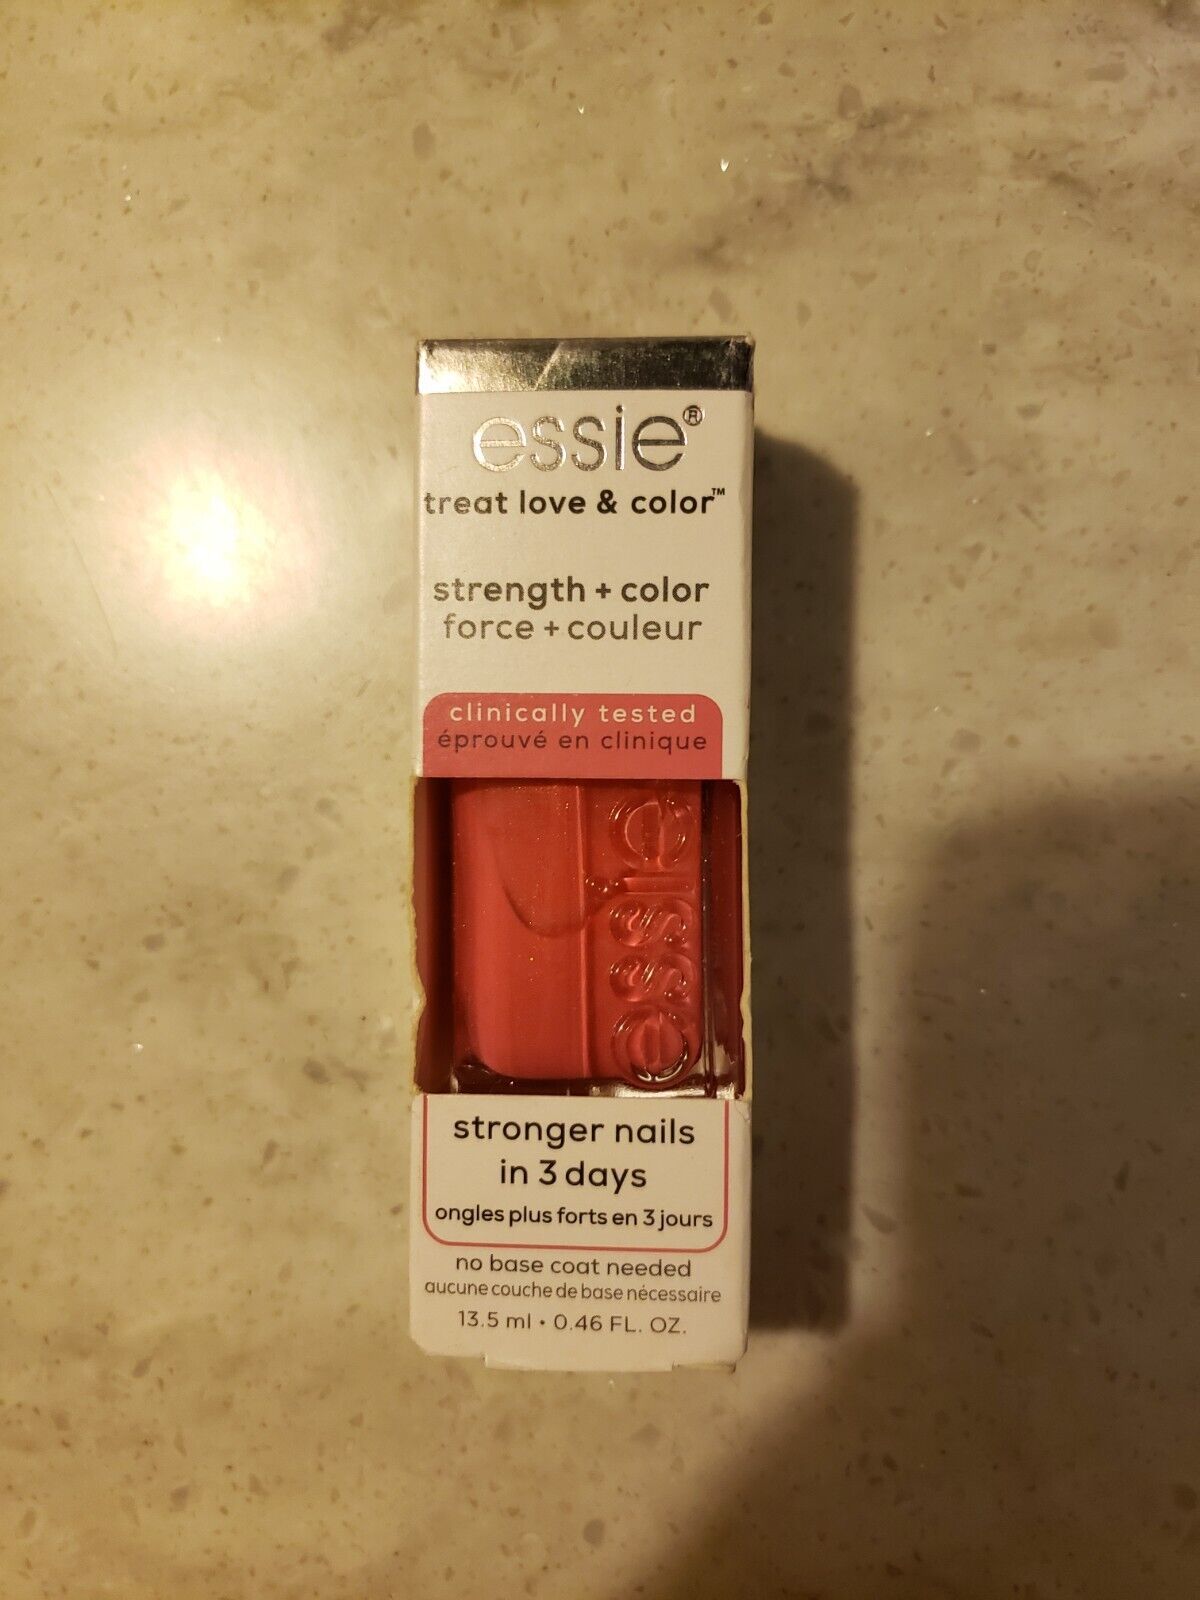 essie®
treat love & color™
strength + color
force + couleur
clinically tested
éprouvé en clinique
essie
stronger nails
in 3 days
ongles plus forts en 3 jours
no base coat needed
aucune couche de base nécessaire
13.5 ml • 0.46 FL. OZ.